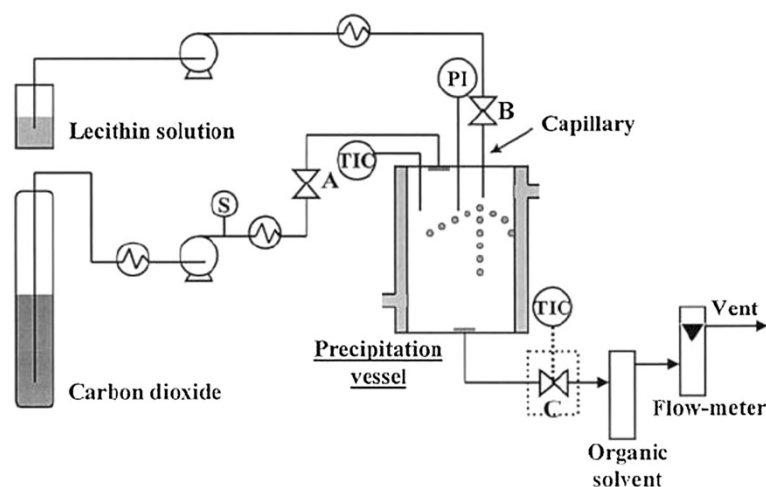 PI
B
Lecithin solution
Capillary
TIC
A
S
TIC
Vent
Precipitation
vessel
Carbon dioxide
C
Flow-meter
Organic
solvent